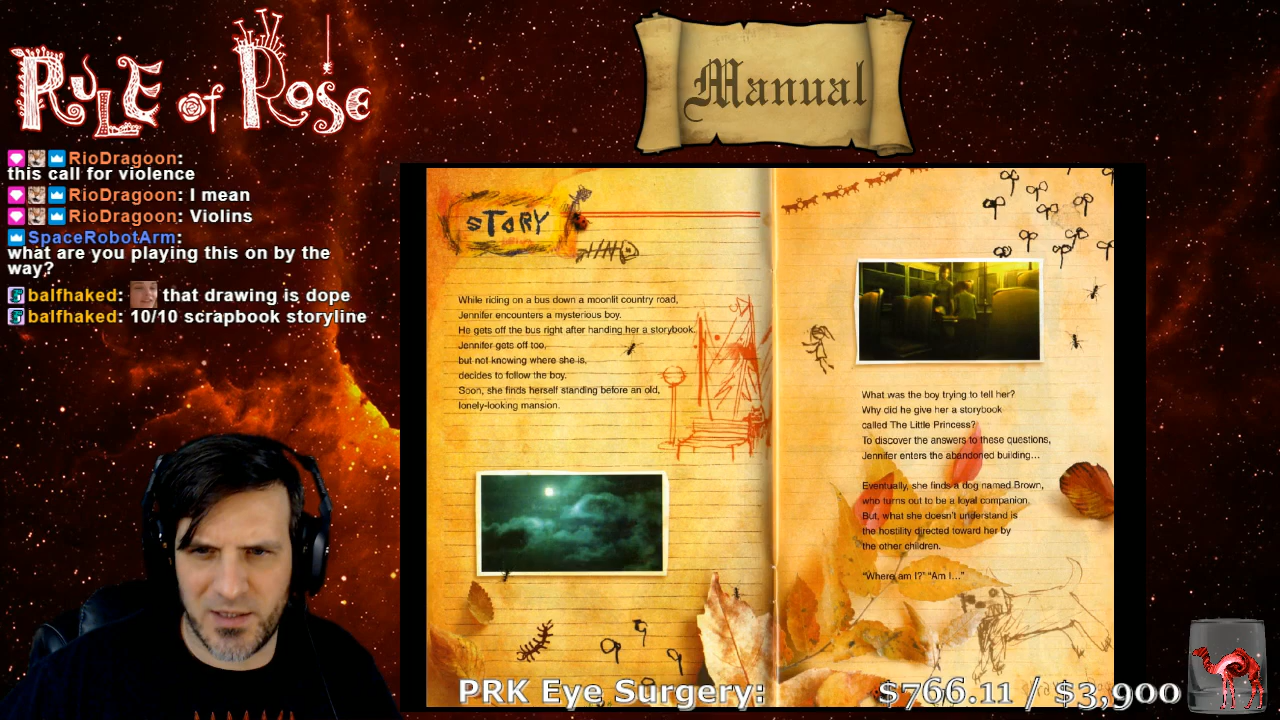 RULE of ROSE
Manual
RioDragoon:
this call for violence
RioDragoon: I mean
RioDragoon: Violins
SpaceRobotArm:
what are you playing this on by the
way?
balfhaked: that drawing is dope
balfhaked: 10/10 scrapbook storyline
STORY
While riding on a bus down a moonlit country road,
Jennifer encounters a mysterious boy.
He gets off the bus right after handing her a storybook.
Jennifer gets off too,
but not knowing where she is,
decides to follow the boy.
Soon, she finds herself standing before an old,
lonely-looking mansion.
What was the boy trying to tell her?
Why did he give her a storybook
called The Little Princess?
To discover the answers to these questions,
Jennifer enters the abandoned building...
Eventually, she finds a dog named Brown,
who turns out to be a loyal companion.
But, what she doesn't understand is
the hostility directed toward her by
the other children.
"Where am I?" "Am I..."
PRK Eye Surgery: $766.11 / $3,900